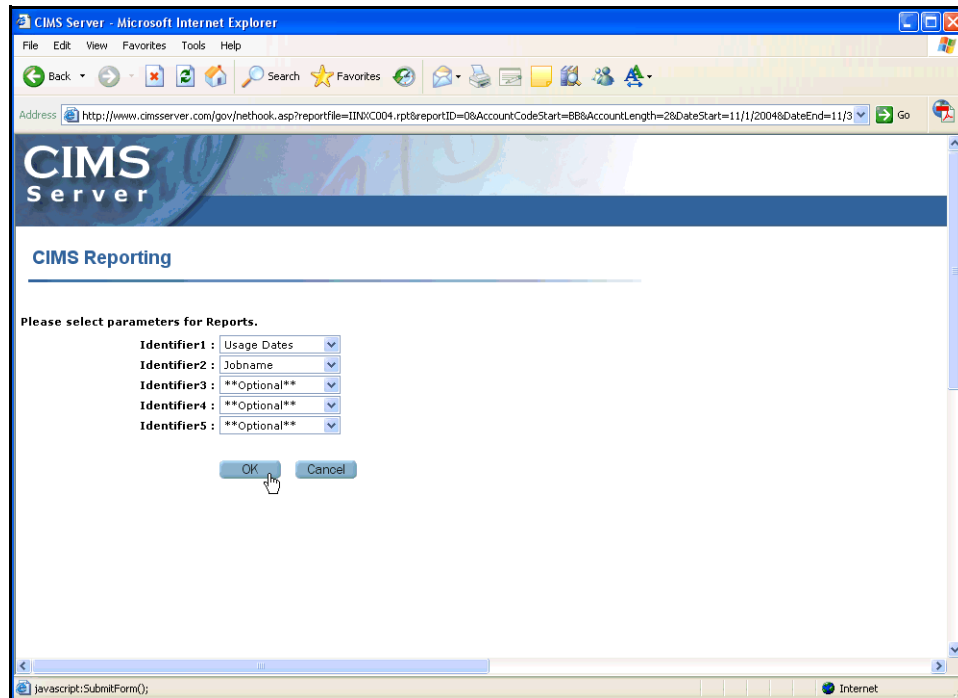 CIMS Server - Microsoft Internet Explorer
File Edit View Favorites Tools Help
Back Search Favorites
Address http://www.cimsserver.com/gov/nethook.asp?reportfile=IINXC004.rpt&reportID=0&AccountCodeStart=BB&AccountLength=2&DateStart=11/1/2004&DateEnd=11/3 Go
CIMS
Server
CIMS Reporting
Please select parameters for Reports.
Identifier1 : Usage Dates
Identifier2 : Jobname
Identifier3 : **Optional**
Identifier4 : **Optional**
Identifier5 : **Optional**
OK Cancel
javascript:SubmitForm(); Internet